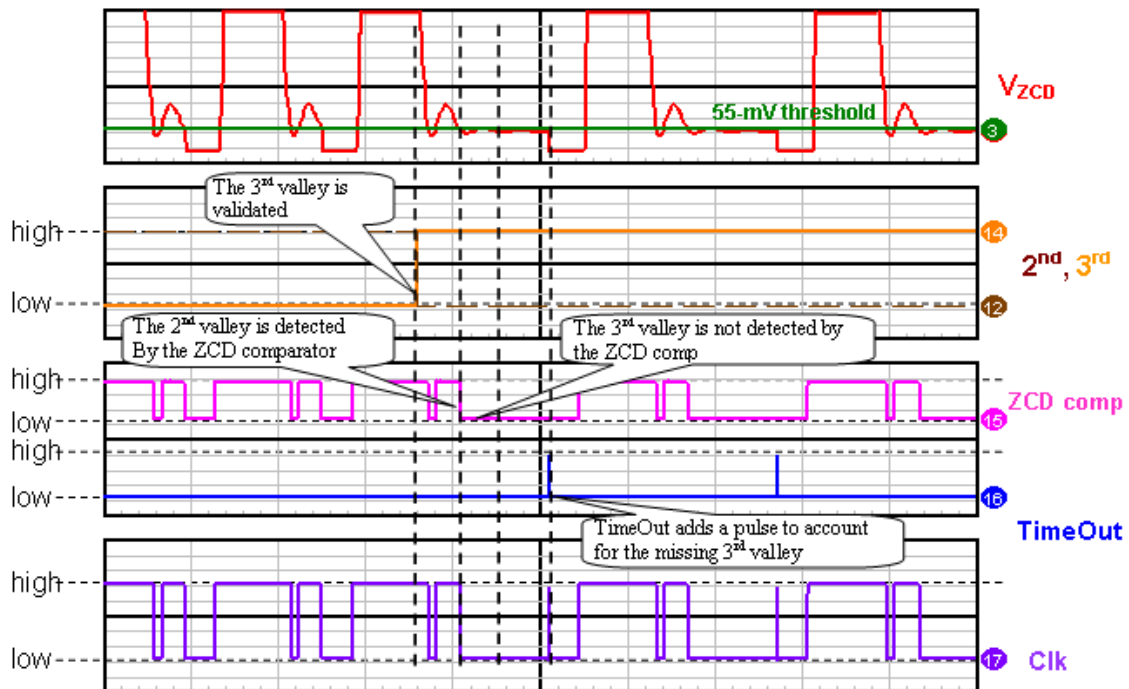 55-mV threshold
VZCD
3
The 3rd valley is
validated
high
14
2nd, 3rd
low
12
The 2nd valley is detected
By the ZCD comparator
The 3rd valley is not detected by
the ZCD comp
high
ZCD comp
low
15
high
low
16
TimeOut adds a pulse to account
for the missing 3rd valley
TimeOut
high
low
17
Clk